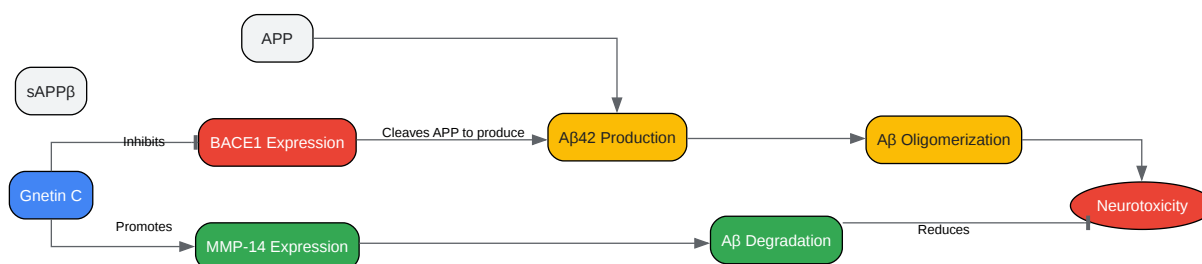 APP
sAPPβ
Inhibits
BACE1 Expression
Cleaves APP to produce
Aβ42 Production
Aβ Oligomerization
Gnetin C
Neurotoxicity
Promotes
MMP-14 Expression
Aβ Degradation
Reduces